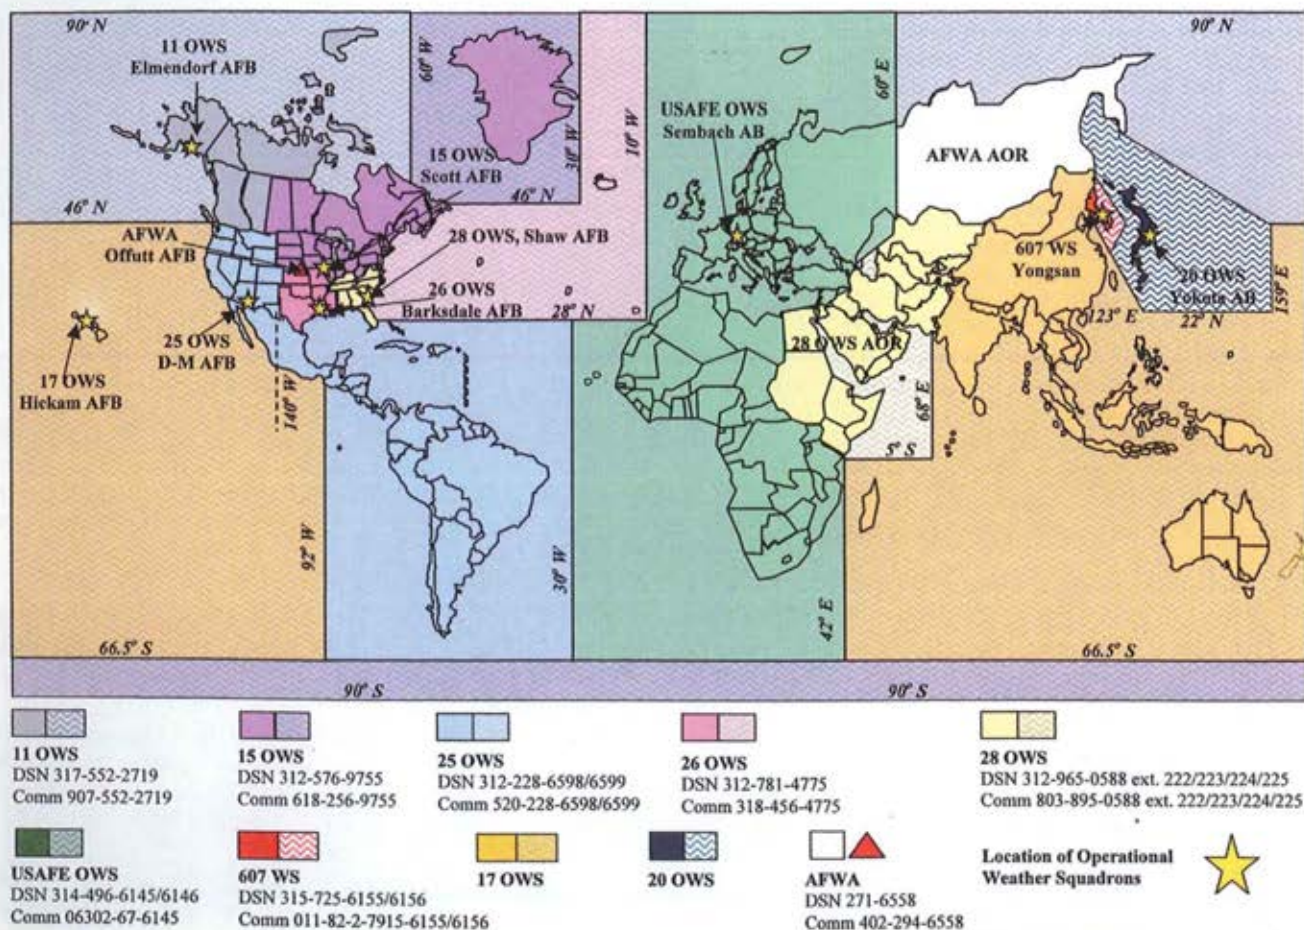 90° N
11 OWS
Elmendorf AFB
60° W
30° W
10° W
60° E
90° N
USAFE OWS
Sembach AB
AFWA AOR
15 OWS
Scott AFB
46° N
46° N
AFWA
Offutt AFB
28 OWS, Shaw AFB
26 OWS
Barksdale AFB
28° N
607 WS
Yongsan
20 OWS
Yokota AB
159° E
123° E
22° N
25 OWS
D-M AFB
17 OWS
Hickam AFB
140° W
28 OWS AOR
68° E
5° S
92° W
30° W
42° E
66.5° S
66.5° S
90° S
90° S
11 OWS
DSN 317-552-2719
Comm 907-552-2719
15 OWS
DSN 312-576-9755
Comm 618-256-9755
25 OWS
DSN 312-228-6598/6599
Comm 520-228-6598/6599
26 OWS
DSN 312-781-4775
Comm 318-456-4775
28 OWS
DSN 312-965-0588 ext. 222/223/224/225
Comm 803-895-0588 ext. 222/223/224/225
USAFE OWS
DSN 314-496-6145/6146
Comm 06302-67-6145
607 WS
DSN 315-725-6155/6156
Comm 011-82-2-7915-6155/6156
17 OWS
20 OWS
AFWA
DSN 271-6558
Comm 402-294-6558
Location of Operational
Weather Squadrons